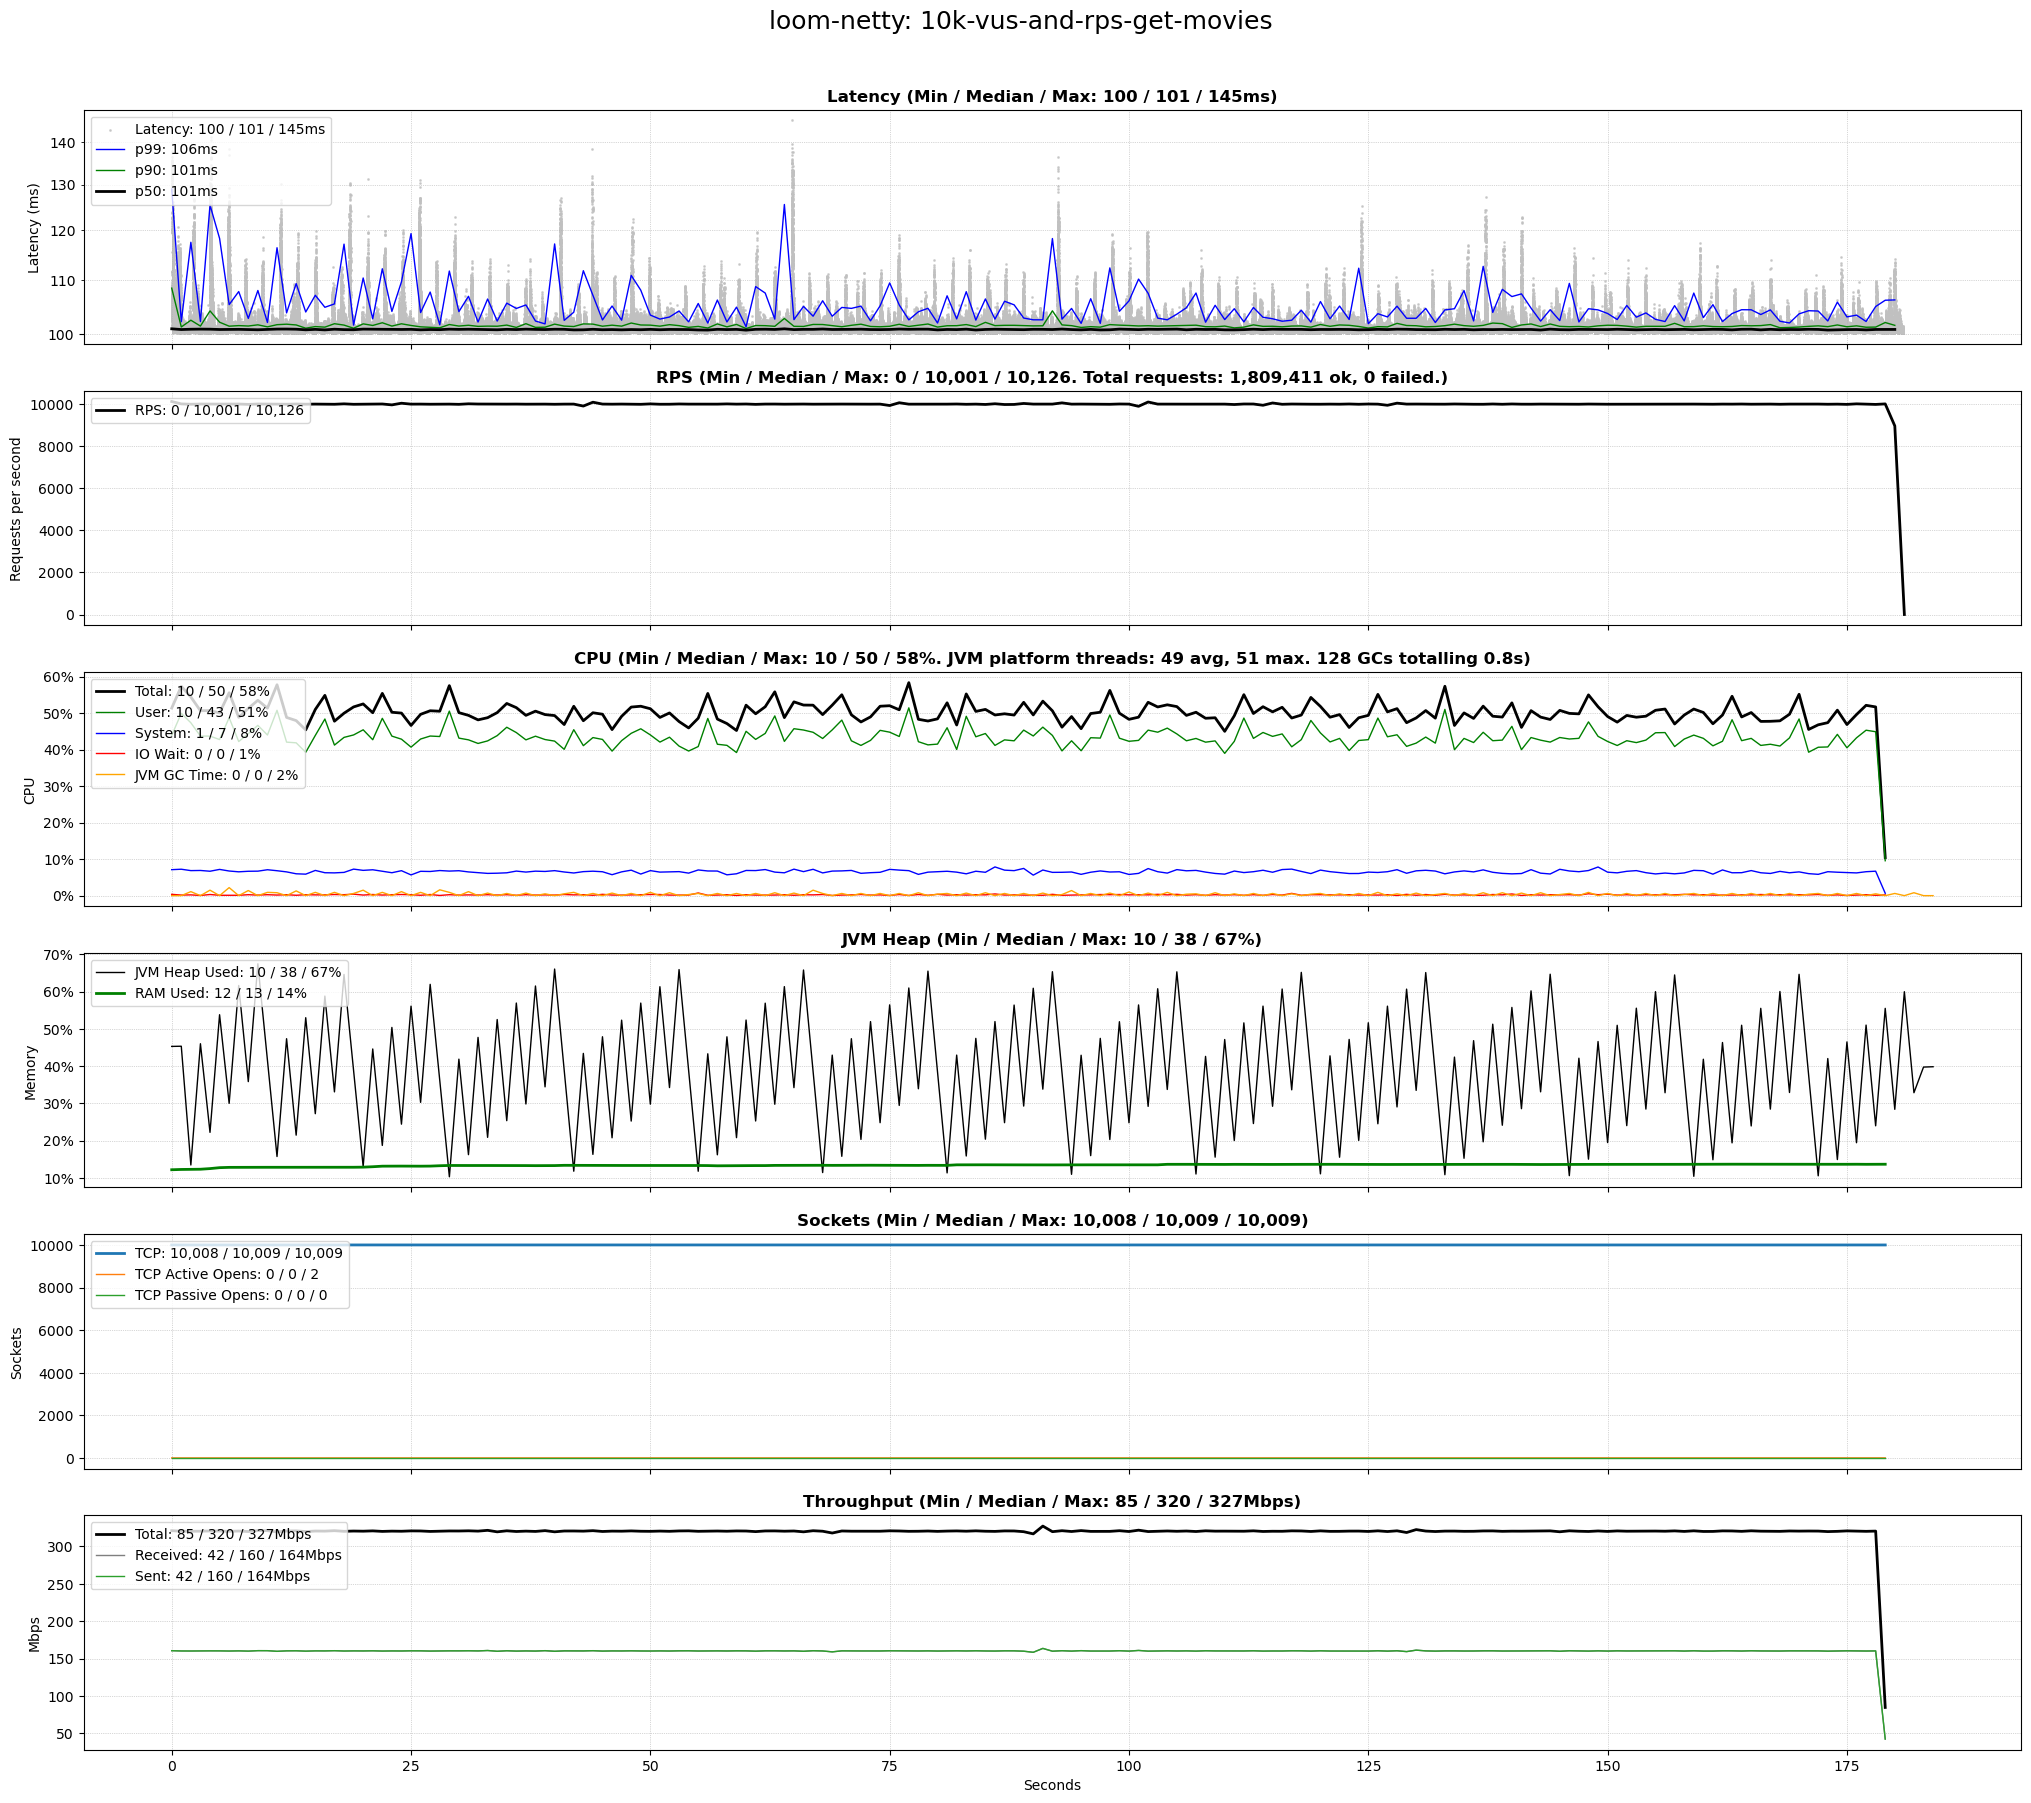 loom-netty: 10k-vus-and-rps-get-movies
Latency (Min / Median / Max: 100 / 101 / 145ms)
Latency (ms)
140
130
120
110
100
Latency: 100 / 101 / 145ms
p99: 106ms
p90: 101ms
p50: 101ms
RPS (Min / Median / Max: 0 / 10,001 / 10,126. Total requests: 1,809,411 ok, 0 failed.)
Requests per second
10000
8000
6000
4000
2000
0
RPS: 0 / 10,001 / 10,126
CPU (Min / Median / Max: 10 / 50 / 58%. JVM platform threads: 49 avg, 51 max. 128 GCs totalling 0.8s)
CPU
60%
50%
40%
30%
20%
10%
0%
Total: 10 / 50 / 58%
User: 10 / 43 / 51%
System: 1 / 7 / 8%
IO Wait: 0 / 0 / 1%
JVM GC Time: 0 / 0 / 2%
JVM Heap (Min / Median / Max: 10 / 38 / 67%)
Memory
70%
60%
50%
40%
30%
20%
10%
JVM Heap Used: 10 / 38 / 67%
RAM Used: 12 / 13 / 14%
Sockets (Min / Median / Max: 10,008 / 10,009 / 10,009)
Sockets
10000
8000
6000
4000
2000
0
TCP: 10,008 / 10,009 / 10,009
TCP Active Opens: 0 / 0 / 2
TCP Passive Opens: 0 / 0 / 0
Throughput (Min / Median / Max: 85 / 320 / 327Mbps)
Mbps
300
250
200
150
100
50
Total: 85 / 320 / 327Mbps
Received: 42 / 160 / 164Mbps
Sent: 42 / 160 / 164Mbps
0 25 50 75 100 125 150 175
Seconds